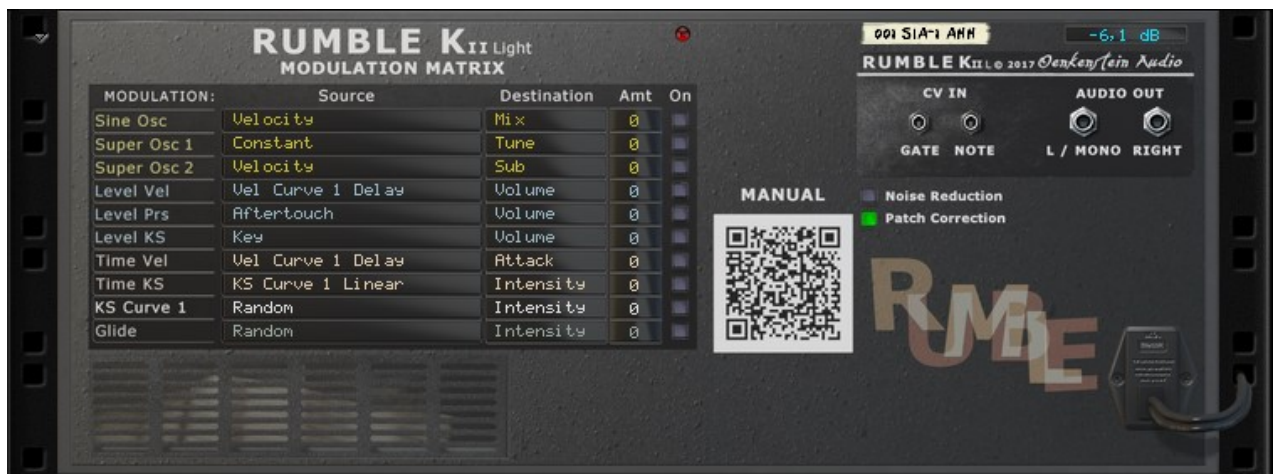 RUMBLE KII Light
MODULATION MATRIX
MODULATION: Source Destination Amt On
Sine Osc Velocity Mix 0
Super Osc 1 Constant Tune 0
Super Osc 2 Velocity Sub 0
Level Vel Vel Curve 1 Delay Volume 0
Level Prs Aftertouch Volume 0
Level KS Key Volume 0
Time Vel Vel Curve 1 Delay Attack 0
Time KS KS Curve 1 Linear Intensity 0
KS Curve 1 Random Intensity 0
Glide Random Intensity 0
MANUAL
-6,1 dB
RUMBLE KII L © 2017 Oenkenstein Audio
CV IN AUDIO OUT
GATE NOTE L / MONO RIGHT
Noise Reduction
Patch Correction
RUMBLE